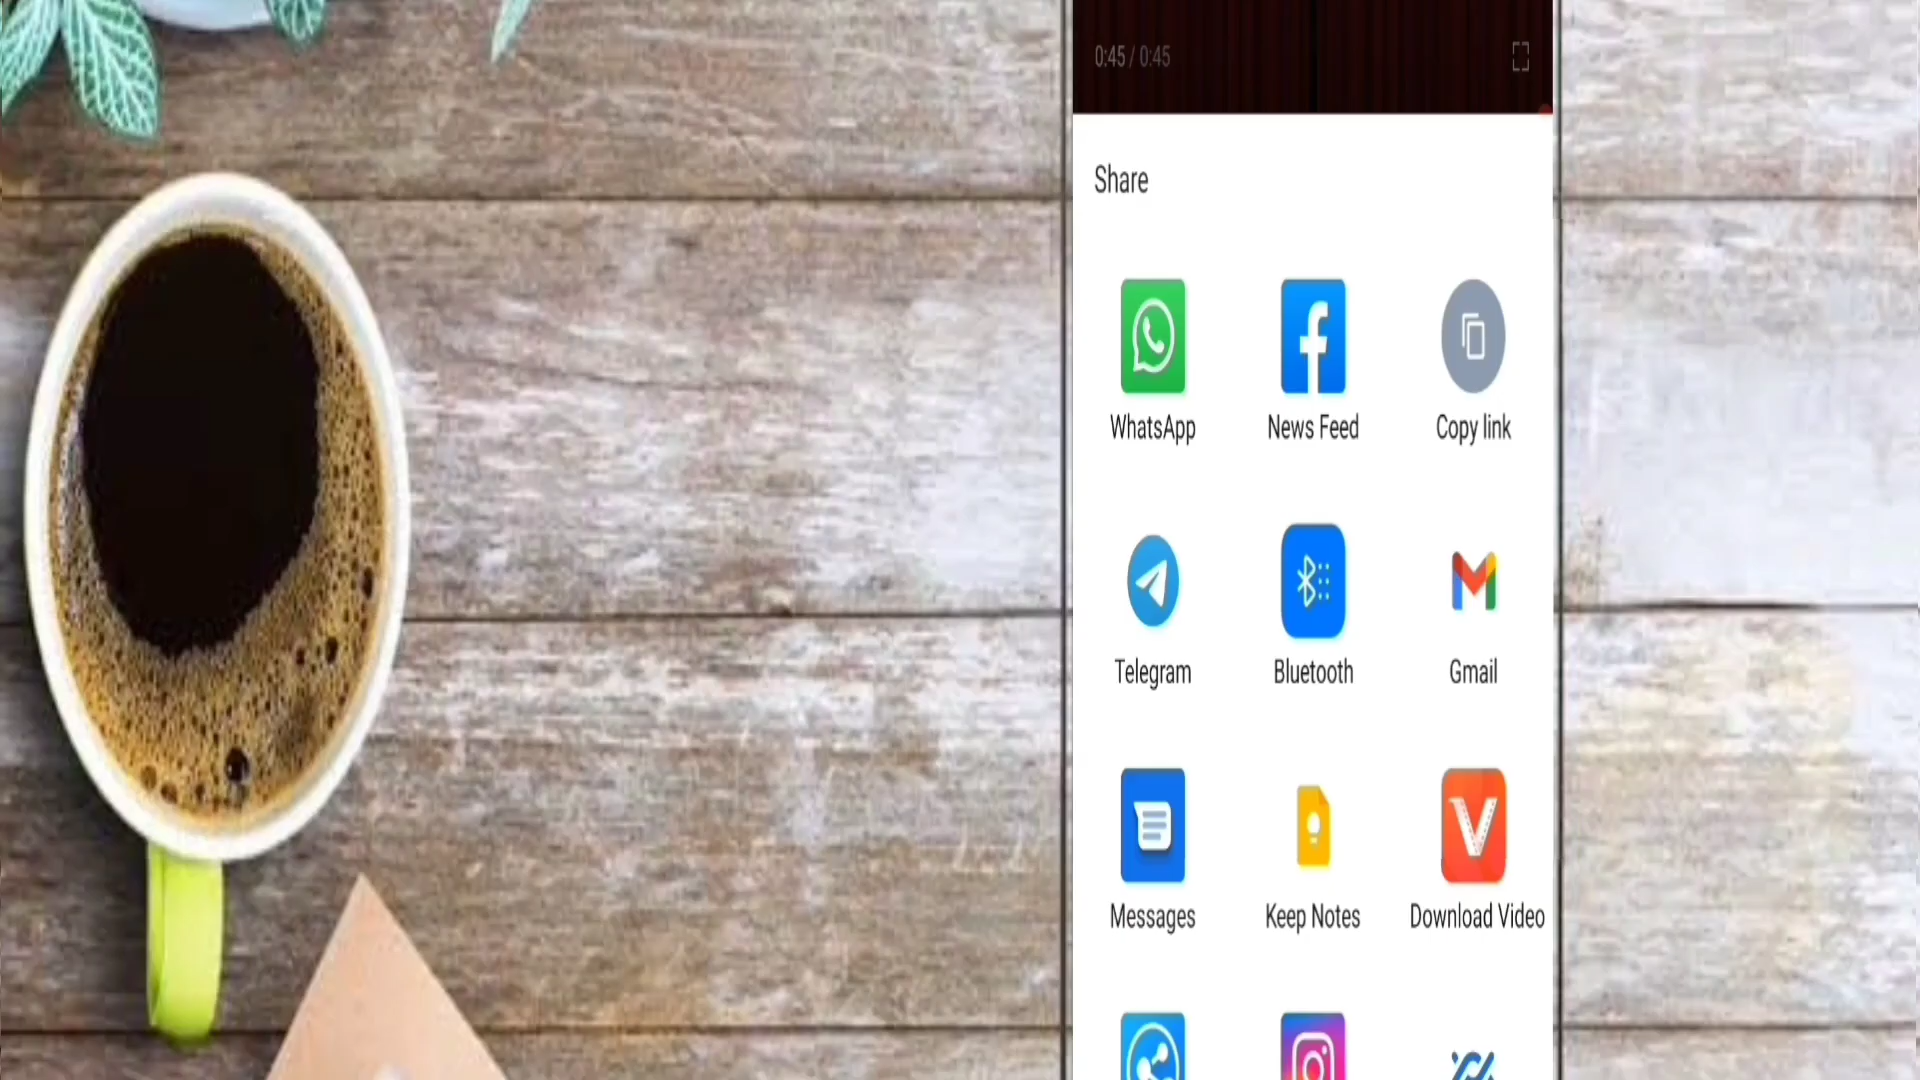 0:45 / 0:45
Share
WhatsApp
News Feed
Copy link
Telegram
Bluetooth
Gmail
Messages
Keep Notes
Download Video